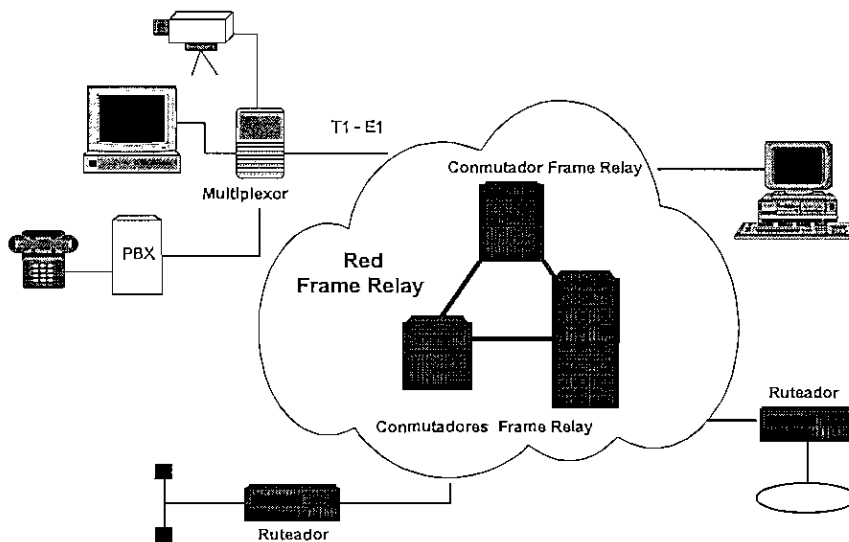 T1 - E1
Conmutador Frame Relay
Multiplexor
PBX
Red
Frame Relay
Ruteador
Conmutadores Frame Relay
Ruteador